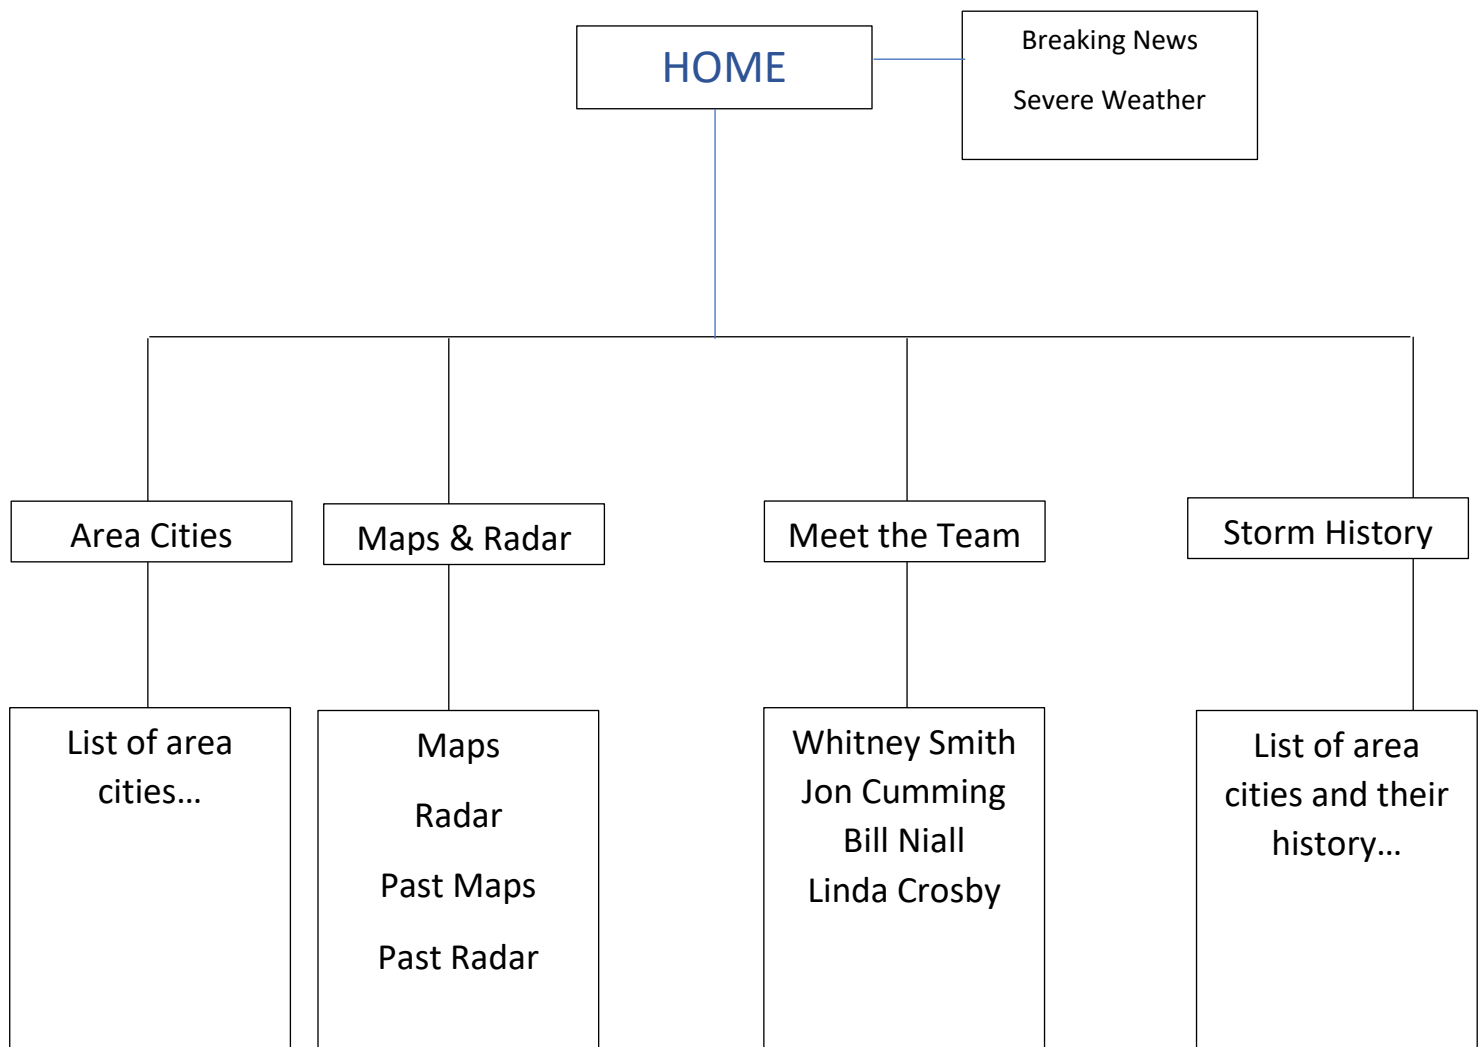 HOME
Breaking News
Severe Weather
Area Cities
Maps & Radar
Meet the Team
Storm History
List of area
cities…
Maps
Radar
Past Maps
Past Radar
Whitney Smith
Jon Cumming
Bill Niall
Linda Crosby
List of area
cities and their
history…